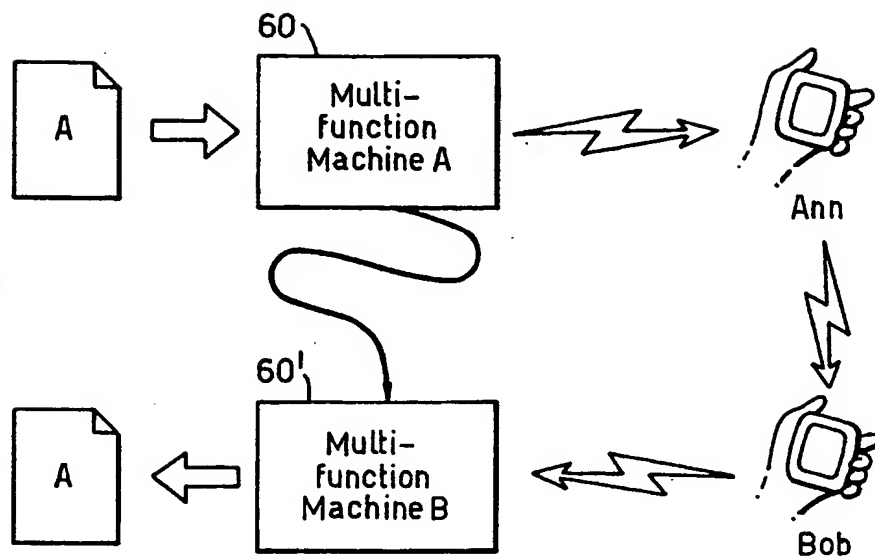 60
A
Multi-
function
Machine A
Ann
60'
A
Multi-
function
Machine B
Bob